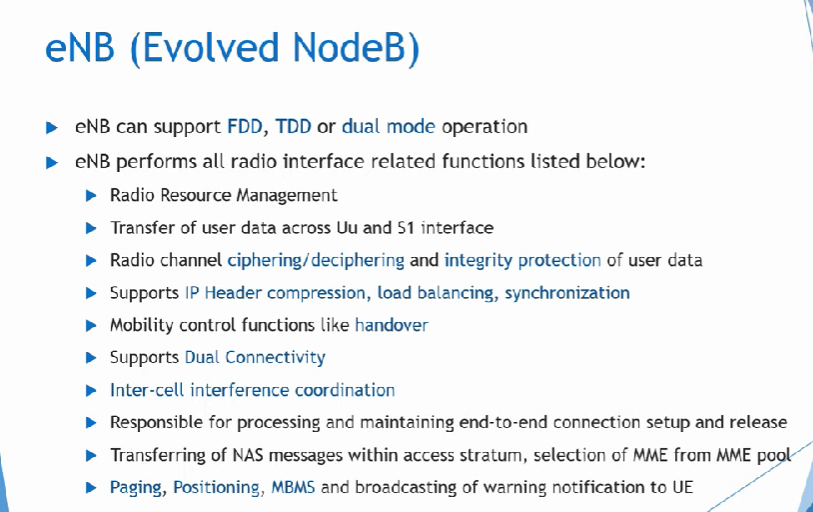 eNB (Evolved NodeB)
eNB can support FDD, TDD or dual mode operation
eNB performs all radio interface related functions listed below:
Radio Resource Management
Transfer of user data across Uu and S1 interface
Radio channel ciphering/deciphering and integrity protection of user data
Supports IP Header compression, load balancing, synchronization
Mobility control functions like handover
Supports Dual Connectivity
Inter-cell interference coordination
Responsible for processing and maintaining end-to-end connection setup and release
Transferring of NAS messages within access stratum, selection of MME from MME pool
Paging, Positioning, MBMS and broadcasting of warning notification to UE